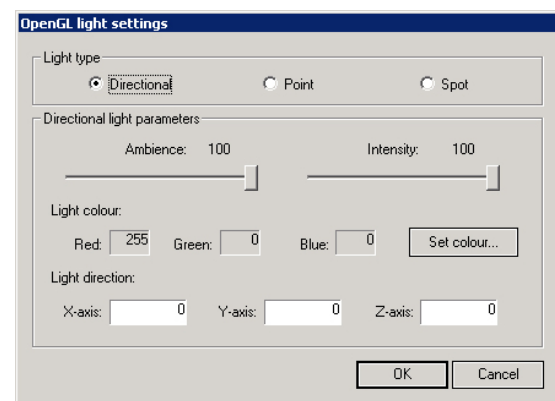 OpenGL light settings
Light type
Directional Point Spot
Directional light parameters
Ambience: 100 Intensity: 100
Light colour:
Red: 255 Green: 0 Blue: 0 Set colour...
Light direction:
X-axis: 0 Y-axis: 0 Z-axis: 0
OK Cancel